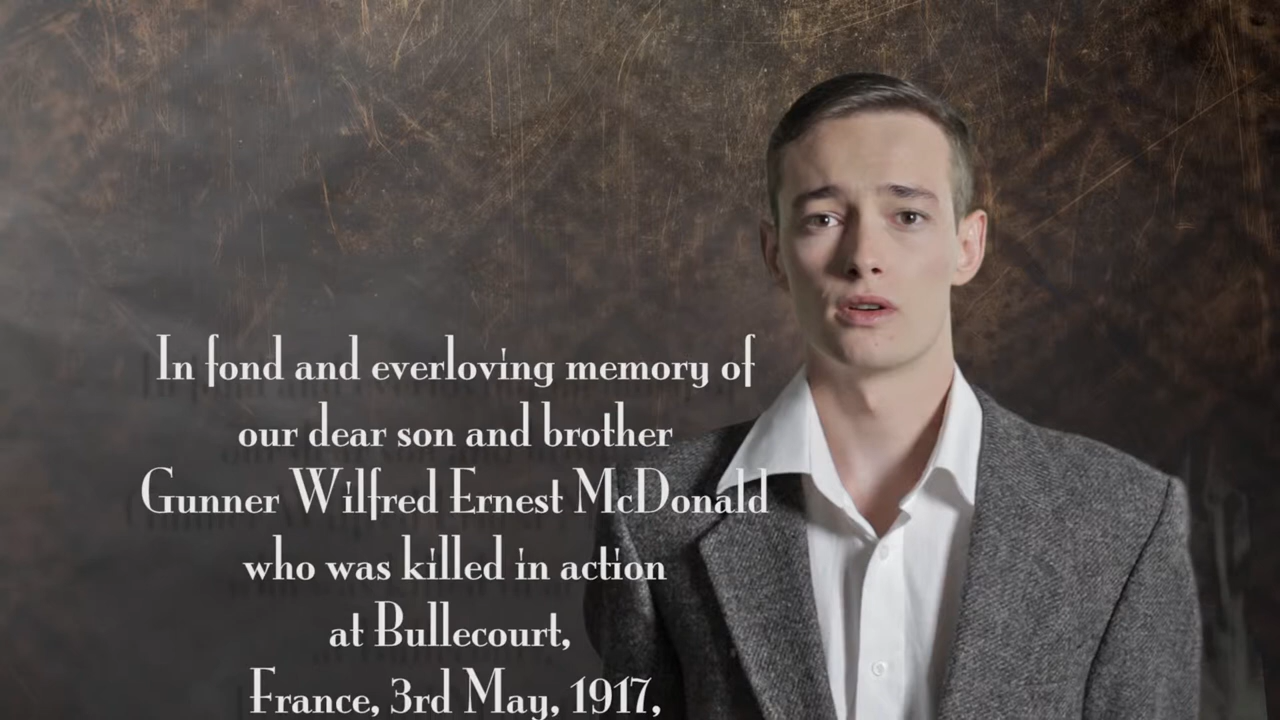 In fond and everloving memory of
our dear son and brother
Gunner Wilfred Ernest McDonald
who was killed in action
at Bullecourt,
France, 3rd May, 1917,